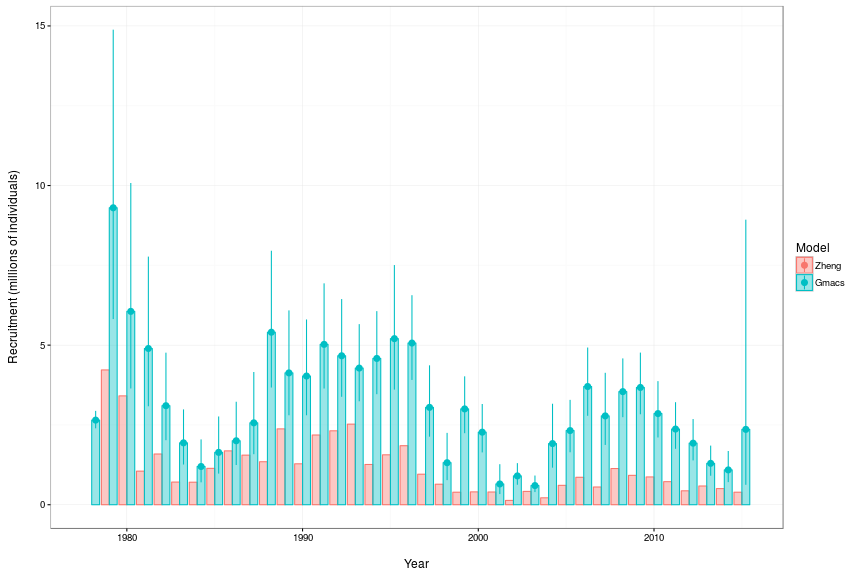 15
10
5
0
Recruitment (millions of individuals)
1980
1990
2000
2010
Year
Model
Zheng
Gmacs